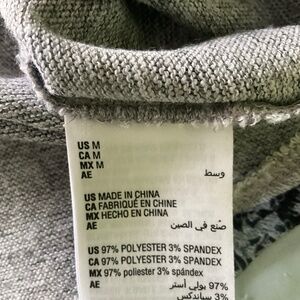 US M
CA M
MX M
AE وسط
US MADE IN CHINA
CA FABRIQUÉ EN CHINE
MX HECHO EN CHINA
AE صنع في الصين
US 97% POLYESTER 3% SPANDEX
CA 97% POLYESTER 3% SPANDEX
MX 97% poliéster 3% spándex
AE 97% بولي أستر
3% سباندكس